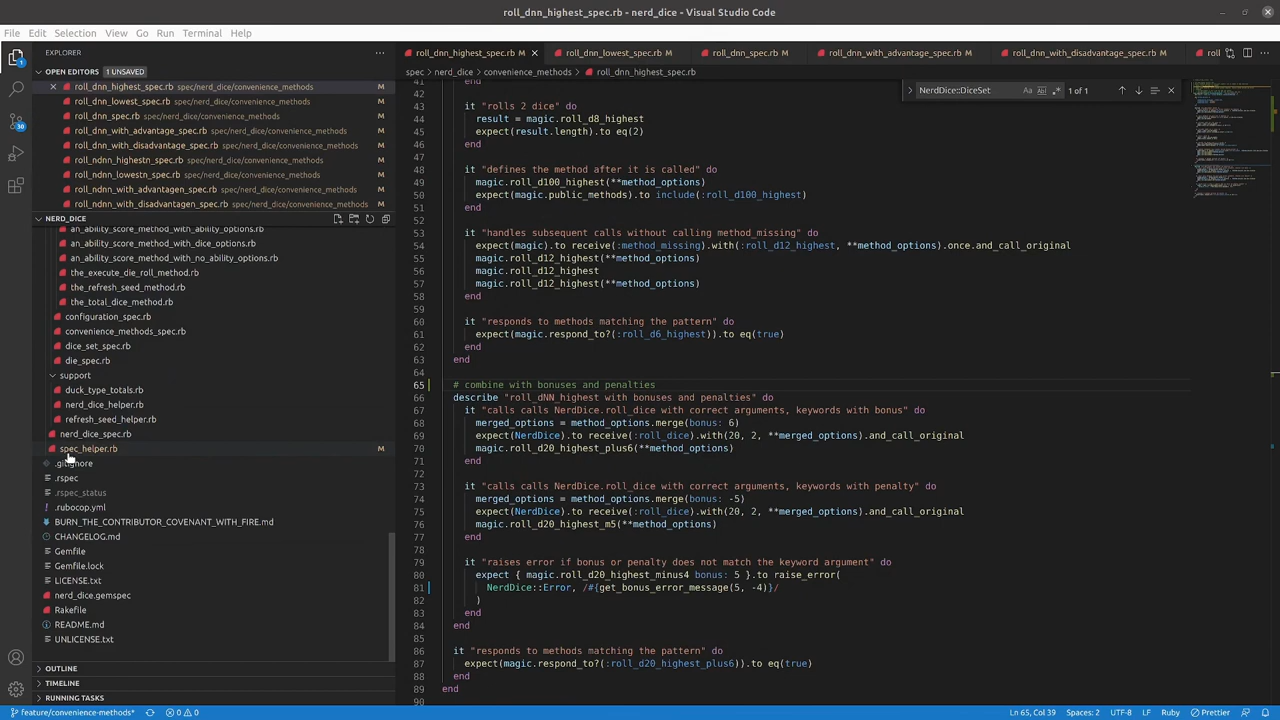 roll_dnn_highest_spec.rb - nerd_dice - Visual Studio Code
File Edit Selection View Go Run Terminal Help
EXPLORER
OPEN EDITORS 1 UNSAVED
roll_dnn_highest_spec.rb spec/nerd_dice/convenience_methods M
roll_dnn_lowest_spec.rb spec/nerd_dice/convenience_methods M
roll_dnn_spec.rb spec/nerd_dice/convenience_methods M
roll_dnn_with_advantage_spec.rb spec/nerd_dice/convenience_methods M
roll_dnn_with_disadvantage_spec.rb spec/nerd_dice/convenience_methods M
roll_ndnn_highestn_spec.rb spec/nerd_dice/convenience_methods M
roll_ndnn_lowestn_spec.rb spec/nerd_dice/convenience_methods M
roll_ndnn_with_advantagen_spec.rb spec/nerd_dice/convenience_methods M
roll_ndnn_with_disadvantagen_spec.rb spec/nerd_dice/convenience_methods M
NERD_DICE
an_ability_score_method_with_ability_options.rb
an_ability_score_method_with_dice_options.rb
an_ability_score_method_with_no_ability_options.rb
the_execute_die_roll_method.rb
the_refresh_seed_method.rb
the_total_dice_method.rb
configuration_spec.rb
convenience_methods_spec.rb
dice_set_spec.rb
die_spec.rb
support
duck_type_totals.rb
nerd_dice_helper.rb
refresh_seed_helper.rb
nerd_dice_spec.rb
spec_helper.rb M
.gitignore
.rspec
.rspec_status
.rubocop.yml
BURN_THE_CONTRIBUTOR_COVENANT_WITH_FIRE.md
CHANGELOG.md
Gemfile
Gemfile.lock
LICENSE.txt
nerd_dice.gemspec
Rakefile
README.md
UNLICENSE.txt
OUTLINE
TIMELINE
RUNNING TASKS
roll_dnn_highest_spec.rb M roll_dnn_lowest_spec.rb M roll_dnn_spec.rb M roll_dnn_with_advantage_spec.rb M roll_dnn_with_disadvantage_spec.rb M roll
spec > nerd_dice > convenience_methods > roll_dnn_highest_spec.rb
NerdDice::DiceSet Aa Ab 1 of 1
41 end
42
43 it "rolls 2 dice" do
44 result = magic.roll_d8_highest
45 expect(result.length).to eq(2)
46 end
47
48 it "defines the method after it is called" do
49 magic.roll_d100_highest(**method_options)
50 expect(magic.public_methods).to include(:roll_d100_highest)
51 end
52
53 it "handles subsequent calls without calling method_missing" do
54 expect(magic).to receive(:method_missing).with(:roll_d12_highest, **method_options).once.and_call_original
55 magic.roll_d12_highest(**method_options)
56 magic.roll_d12_highest
57 magic.roll_d12_highest(**method_options)
58 end
59
60 it "responds to methods matching the pattern" do
61 expect(magic.respond_to?(:roll_d6_highest)).to eq(true)
62 end
63 end
64
65 # combine with bonuses and penalties
66 describe "roll_dNN_highest with bonuses and penalties" do
67 it "calls calls NerdDice.roll_dice with correct arguments, keywords with bonus" do
68 merged_options = method_options.merge(bonus: 6)
69 expect(NerdDice).to receive(:roll_dice).with(20, 2, **merged_options).and_call_original
70 magic.roll_d20_highest_plus6(**method_options)
71 end
72
73 it "calls calls NerdDice.roll_dice with correct arguments, keywords with penalty" do
74 merged_options = method_options.merge(bonus: -5)
75 expect(NerdDice).to receive(:roll_dice).with(20, 2, **merged_options).and_call_original
76 magic.roll_d20_highest_m5(**method_options)
77 end
78
79 it "raises error if bonus or penalty does not match the keyword argument" do
80 expect { magic.roll_d20_highest_minus4 bonus: 5 }.to raise_error(
81 NerdDice::Error, /#{get_bonus_error_message(5, -4)}/
82 )
83 end
84 end
85
86 it "responds to methods matching the pattern" do
87 expect(magic.respond_to?(:roll_d20_highest_plus6)).to eq(true)
88 end
89 end
90
feature/convenience-methods* 0 0 Ln 65, Col 39 Spaces: 2 UTF-8 LF Ruby Prettier